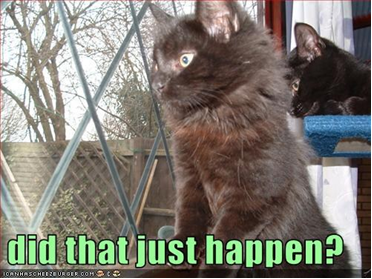 did that just happen?
ICANHASCHEEZBURGER.COM